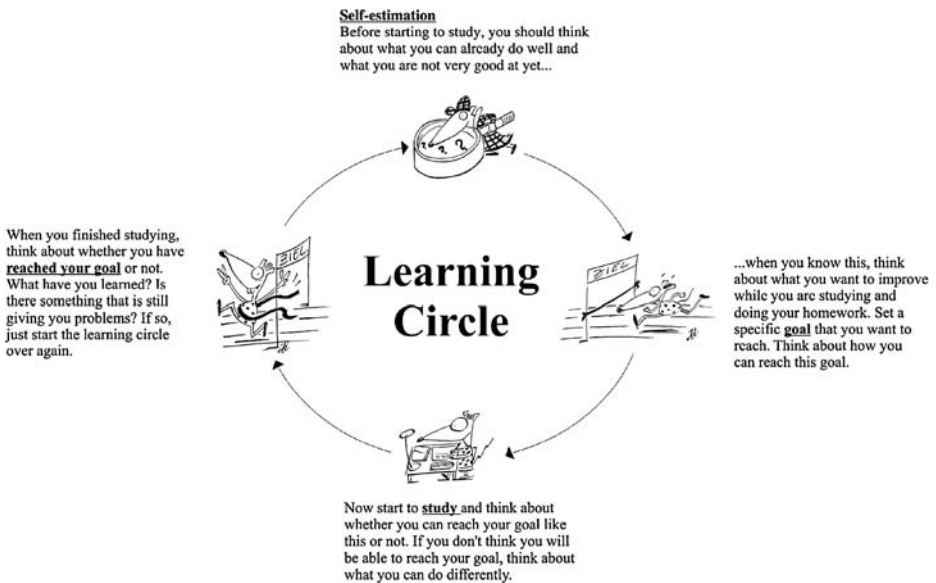 Self-estimation
Before starting to study, you should think
about what you can already do well and
what you are not very good at yet...
? ? ?
Learning
Circle
ZIEL
...when you know this, think
about what you want to improve
while you are studying and
doing your homework. Set a
specific goal that you want to
reach. Think about how you
can reach this goal.
Now start to study and think about
whether you can reach your goal like
this or not. If you don't think you will
be able to reach your goal, think about
what you can do differently.
ZIEL
When you finished studying,
think about whether you have
reached your goal or not.
What have you learned? Is
there something that is still
giving you problems? If so,
just start the learning circle
over again.